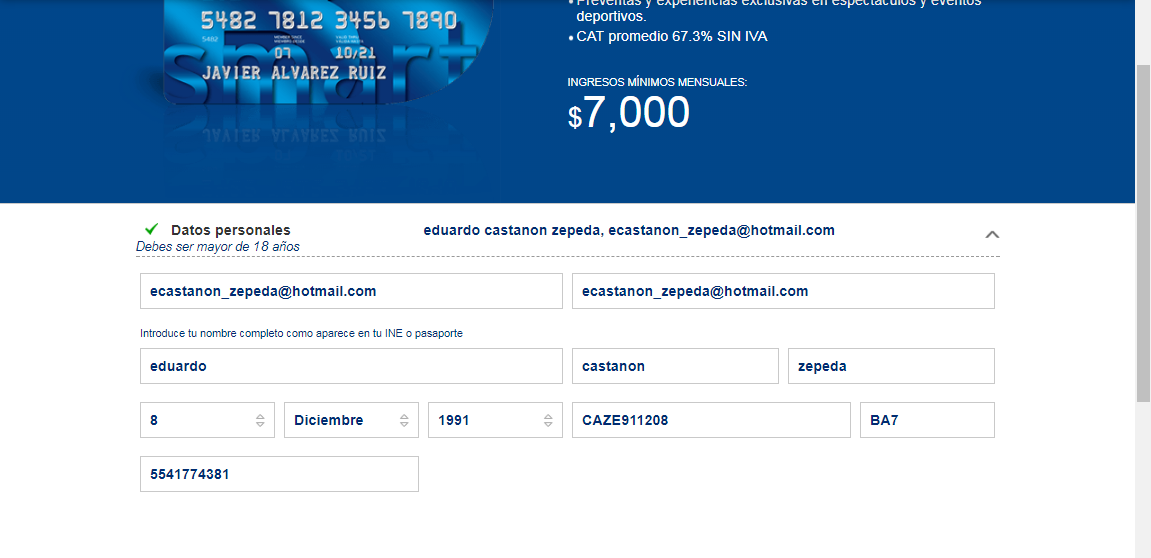 Preventas y experiencias exclusivas en espectáculos y eventos
deportivos.
CAT promedio 67.3% SIN IVA
INGRESOS MÍNIMOS MENSUALES:
$7,000
5482 7812 3456 7890
5482
07 10/21
JAVIER ALVAREZ RUIZ
smart
Datos personales
eduardo castanon zepeda, ecastanon_zepeda@hotmail.com
Debes ser mayor de 18 años
ecastanon_zepeda@hotmail.com
ecastanon_zepeda@hotmail.com
Introduce tu nombre completo como aparece en tu INE o pasaporte
eduardo
castanon
zepeda
8
Diciembre
1991
CAZE911208
BA7
5541774381